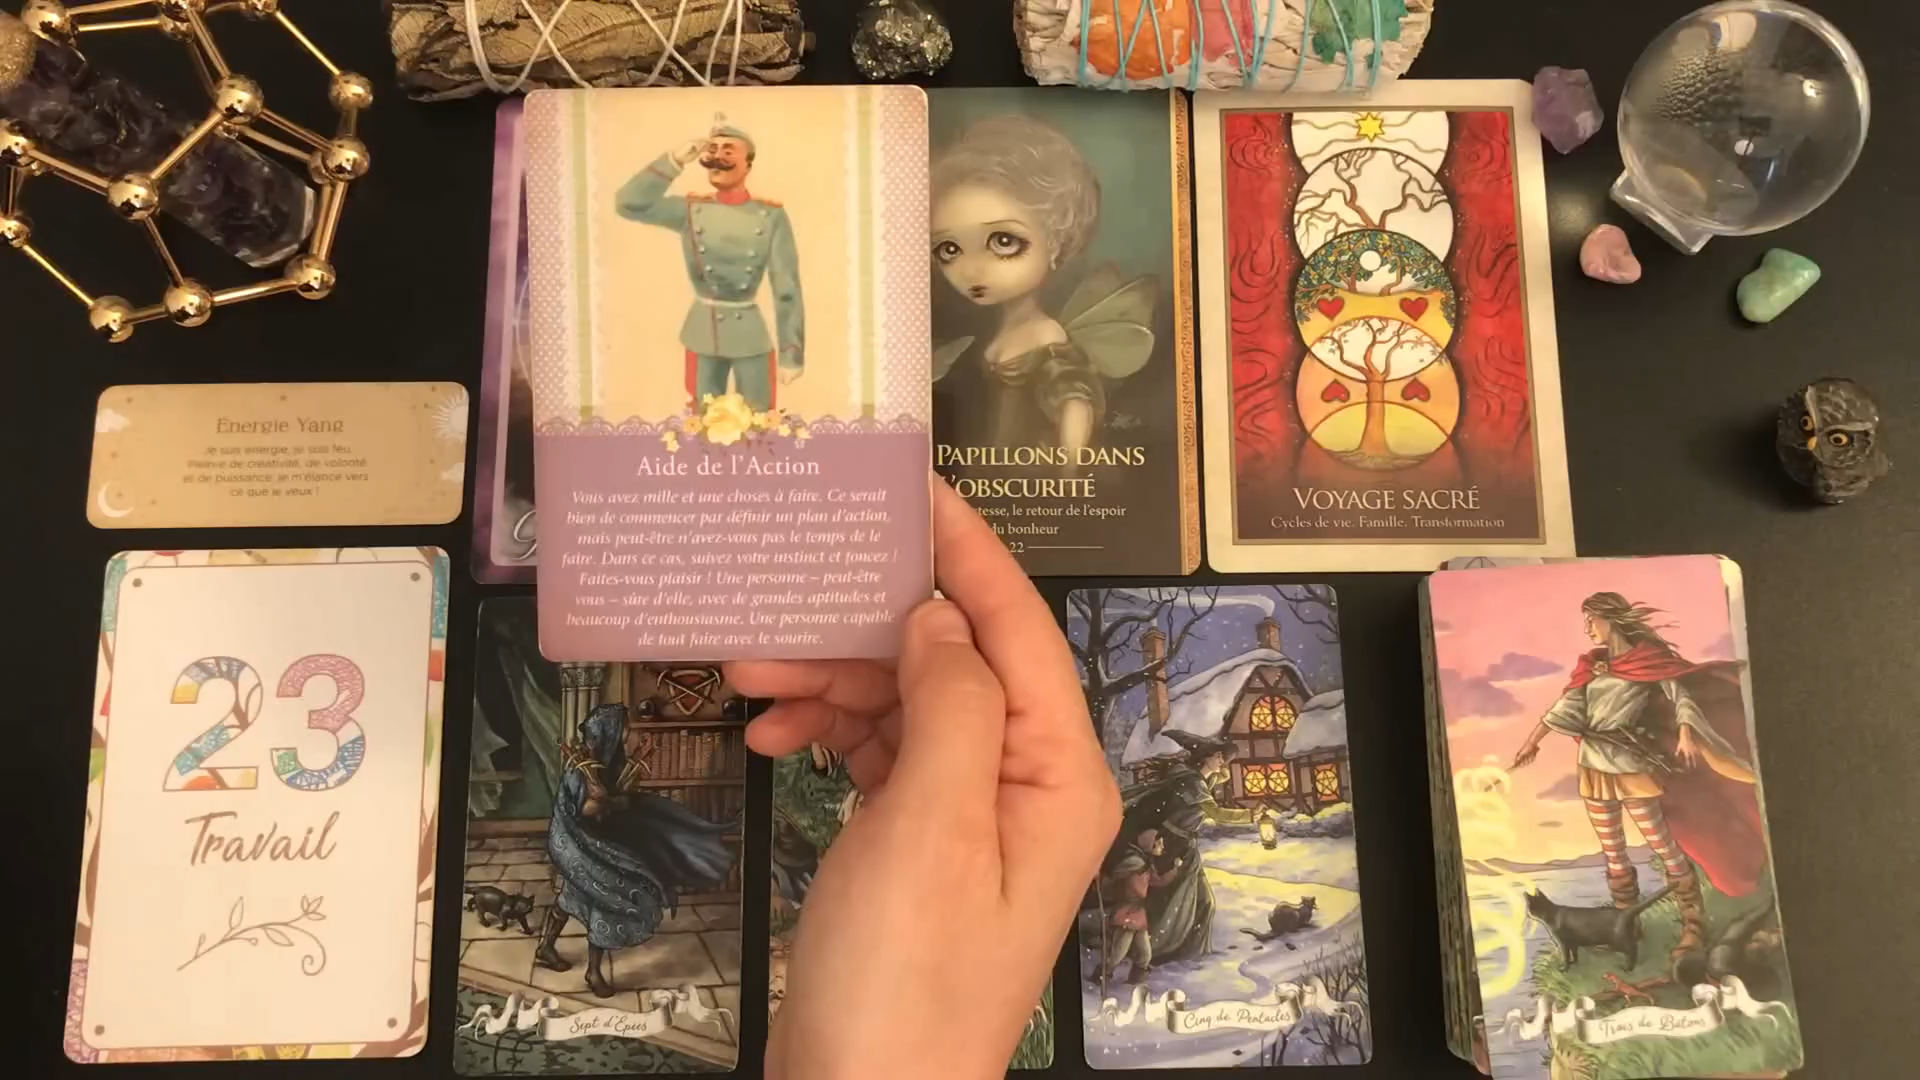 Énergie Yang
Je suis énergie, je suis feu.
Plein·e de créativité, de volonté
et de puissance, je m'élance vers
ce que je veux !
23
Travail
Aide de l'Action
Vous avez mille et une choses à faire. Ce serait
bien de commencer par définir un plan d'action,
mais peut-être n'avez-vous pas le temps de le
faire. Dans ce cas, suivez votre instinct et foncez !
Faites-vous plaisir ! Une personne – peut-être
vous – sûre d'elle, avec de grandes aptitudes et
beaucoup d'enthousiasme. Une personne capable
de tout faire avec le sourire.
PAPILLONS DANS
L'OBSCURITÉ
le retour de l'espoir
du bonheur
22
VOYAGE SACRÉ
Cycles de vie. Famille. Transformation
Sept d'Épées
Cinq de Pentacles
Trois de Bâtons